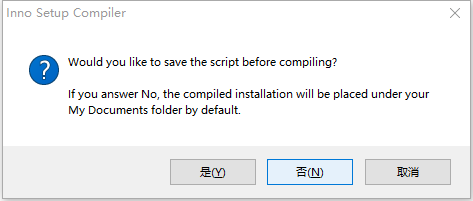 Inno Setup Compiler
Would you like to save the script before compiling?
If you answer No, the compiled installation will be placed under your
My Documents folder by default.
是(Y)
否(N)
取消